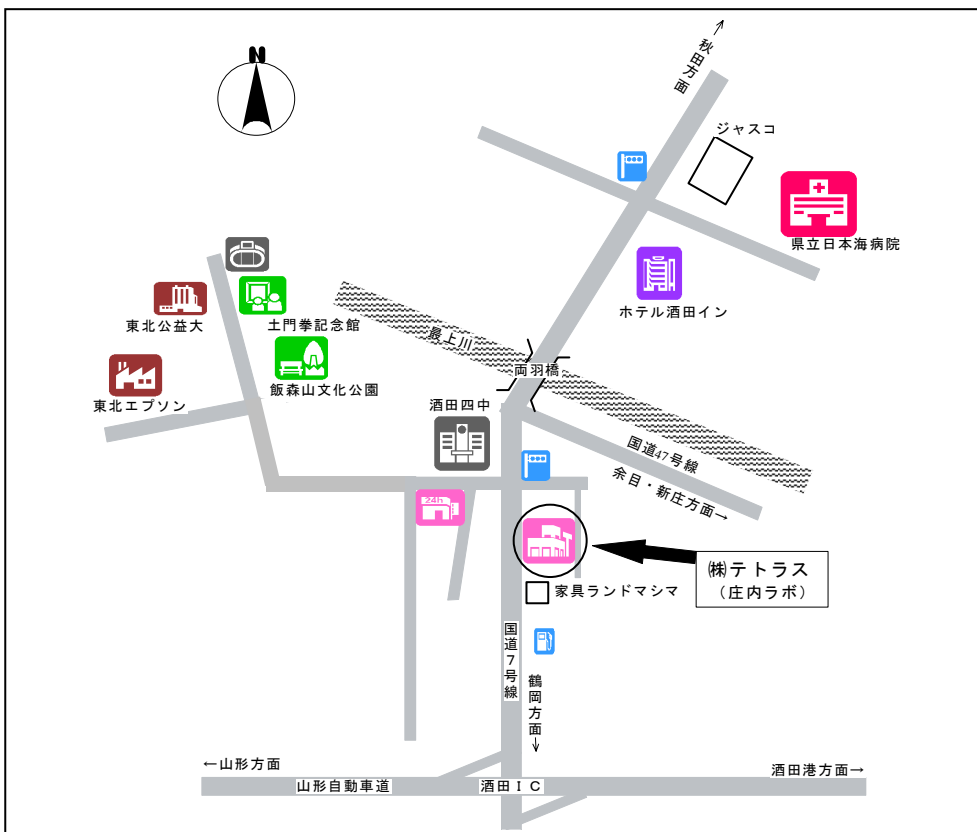 N
↑秋田方面
ジャスコ
県立日本海病院
ホテル酒田イン
東北公益大
土門拳記念館
最上川
飯森山文化公園
両羽橋
東北エプソン
酒田四中
国道47号線
余目・新庄方面→
24h
㈱テトラス
（庄内ラボ）
家具ランドマシマ
国道７号線
鶴岡方面→
←山形方面
酒田港方面→
山形自動車道
酒田ＩＣ